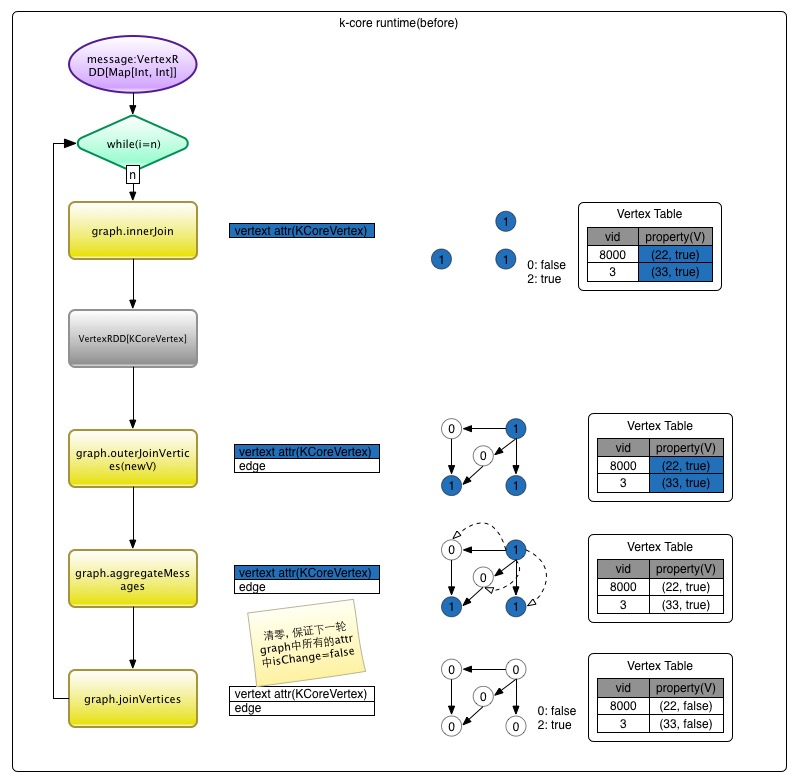 k-core runtime(before)
message:VertexR
DD[Map[Int, Int]]
while(i=n)
n
graph.innerJoin
vertext attr(KCoreVertex)
1
1
1
0: false
2: true
Vertex Table
vid property(V)
8000 (22, true)
3 (33, true)
VertexRDD[KCoreVertex]
graph.outerJoinVertic
es(newV)
vertext attr(KCoreVertex)
edge
0 1
0
1 1
Vertex Table
vid property(V)
8000 (22, true)
3 (33, true)
graph.aggregateMess
ages
vertext attr(KCoreVertex)
edge
0 1
0
1 1
Vertex Table
vid property(V)
8000 (22, true)
3 (33, true)
清零, 保证下一轮
graph中所有的attr
中isChange=false
graph.joinVertices
vertext attr(KCoreVertex)
edge
0 0
0
0 0
0: false
2: true
Vertex Table
vid property(V)
8000 (22, false)
3 (33, false)